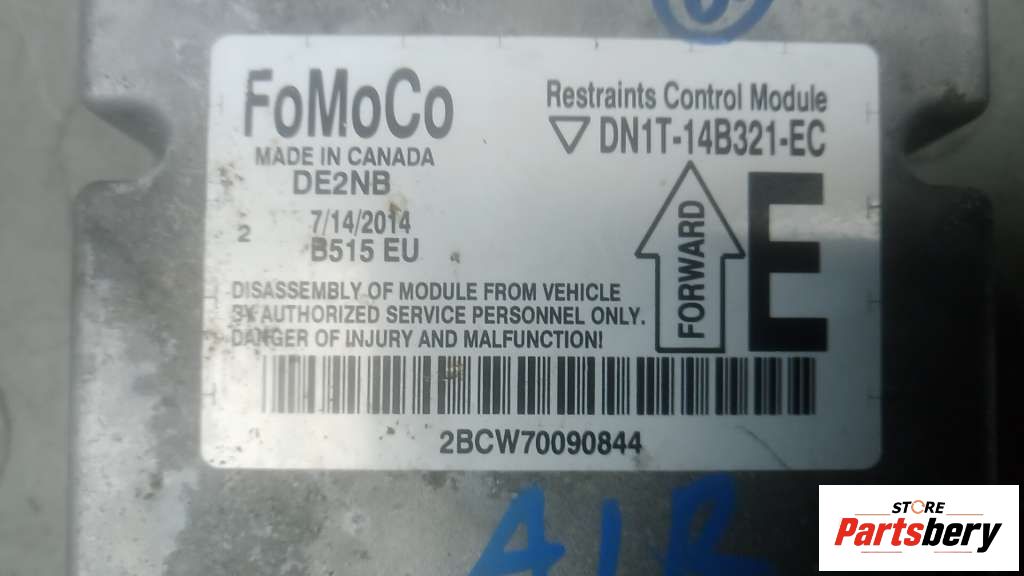 FoMoCo
MADE IN CANADA
DE2NB
2 7/14/2014
B515 EU
Restraints Control Module
DN1T-14B321-EC
FORWARD
E
DISASSEMBLY OF MODULE FROM VEHICLE
BY AUTHORIZED SERVICE PERSONNEL ONLY.
DANGER OF INJURY AND MALFUNCTION!
2BCW70090844
AIR
STORE
Partsbery